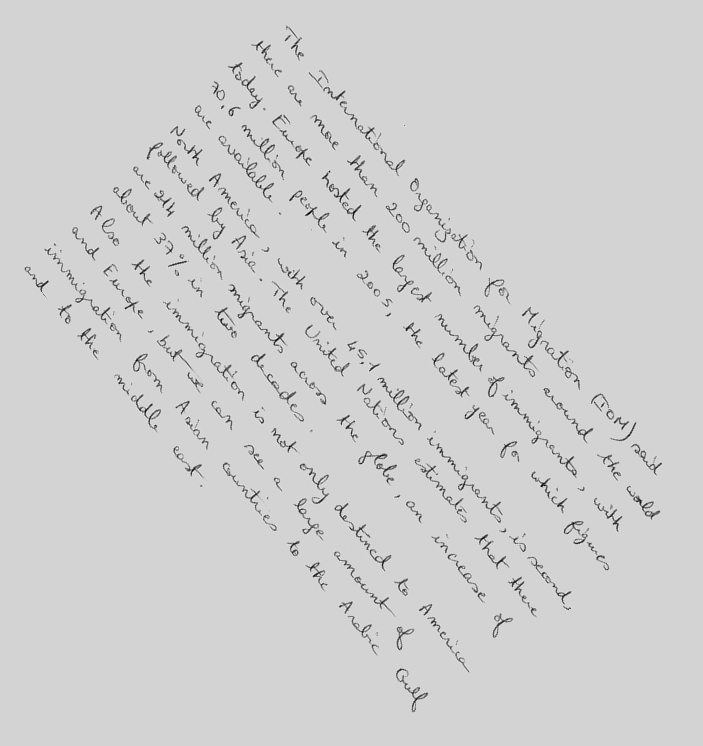 The International Organisation for Migration (IOM) said
there are more than 200 million migrants around the world
today. Europe hosted the largest number of immigrants, with
70,6 million people in 2005, the latest year for which figures
are available.
North America, with over 45,1 million immigrants, is second,
followed by Asia. The United Nations estimates that there
are 214 million migrants across the globe, an increase of
about 37% in two decades.
Also the immigration is not only destined to America
and Europe, but we can see a large amount of
immigration from Asian countries to the Arabic Gulf
and to the middle east.